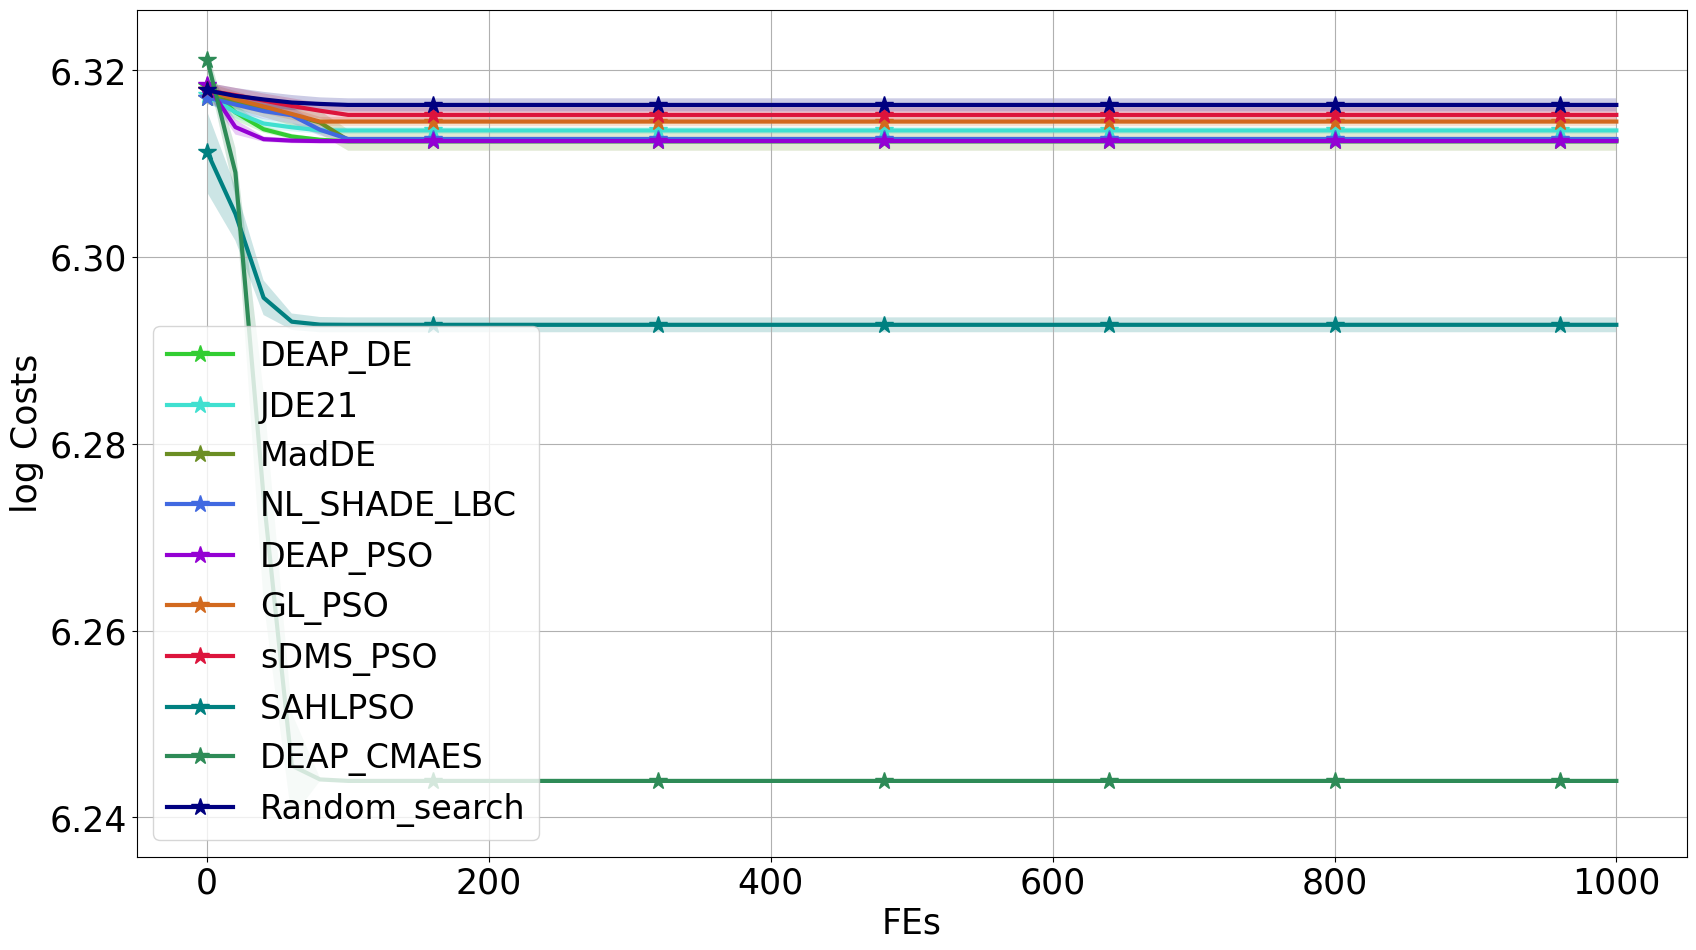 6.32
6.30
6.28
6.26
6.24
log Costs
DEAP_DE
JDE21
MadDE
NL_SHADE_LBC
DEAP_PSO
GL_PSO
sDMS_PSO
SAHLPSO
DEAP_CMAES
Random_search
0 200 400 600 800 1000
FEs